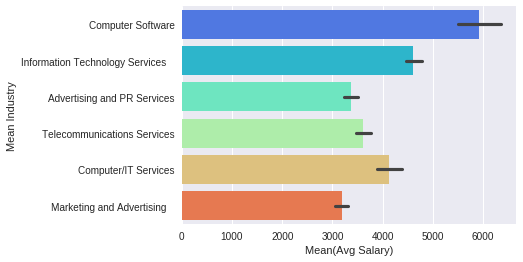 Computer Software
Information Technology Services
Advertising and PR Services
Telecommunications Services
Computer/IT Services
Marketing and Advertising
Mean Industry
0 1000 2000 3000 4000 5000 6000
Mean(Avg Salary)